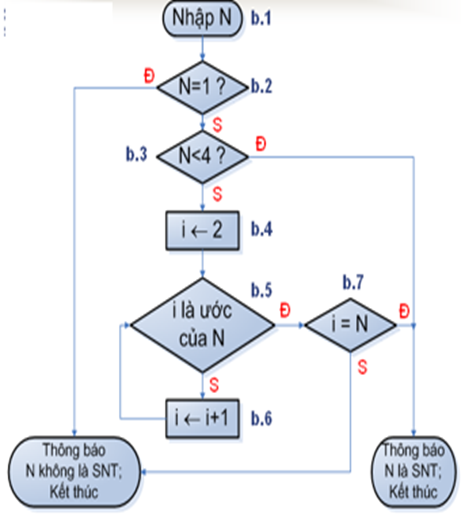 Nhập N b.1
Đ N=1 ? b.2
S
b.3 N<4 ? Đ
S
i ← 2 b.4
b.5 b.7
i là ước Đ i = N Đ
của N
S S
i ← i+1 b.6
Thông báo
N không là SNT;
Kết thúc
Thông báo
N là SNT;
Kết thúc